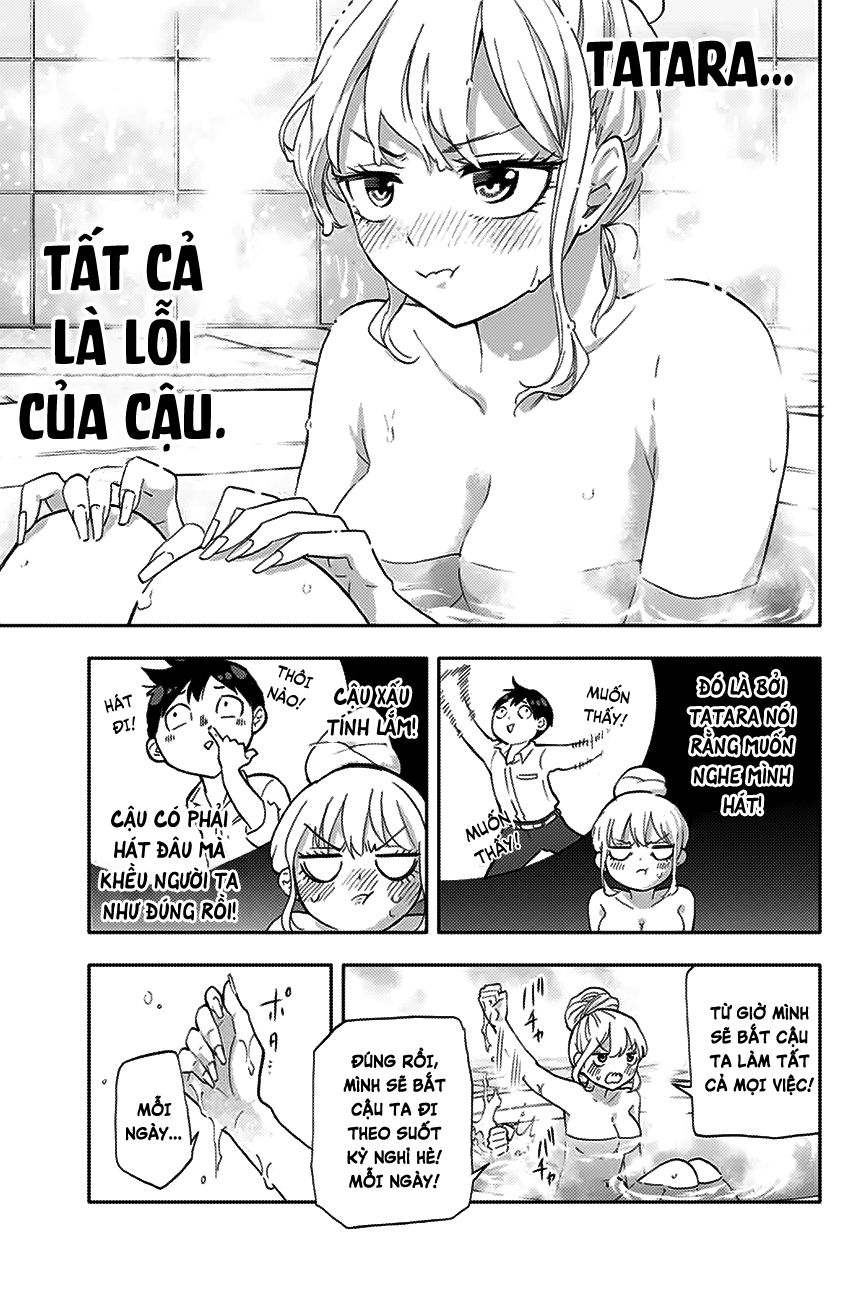 TATARA...
TẤT CẢ
LÀ LỖI
CỦA CẬU.
ĐÓ LÀ BỞI
TATARA NÓI
RẰNG MUỐN
NGHE MÌNH
HÁT!
MUỐN
THẤY!
MUỐN
THẤY!
CẬU XẤU
TÍNH LẮM!
THÔI
NÀO!
HÁT
ĐI!
CẬU CÓ PHẢI
HÁT ĐÂU MÀ
KHỀU NGƯỜI TA
NHƯ ĐÚNG RỒI!
TỪ GIỜ MÌNH
SẼ BẮT CẬU
TA LÀM TẤT
CẢ MỌI VIỆC!
ĐÚNG RỒI,
MÌNH SẼ BẮT
CẬU TA ĐI
THEO SUỐT
KỲ NGHỈ HÈ!
MỖI NGÀY!
ポタ
MỖI
NGÀY...